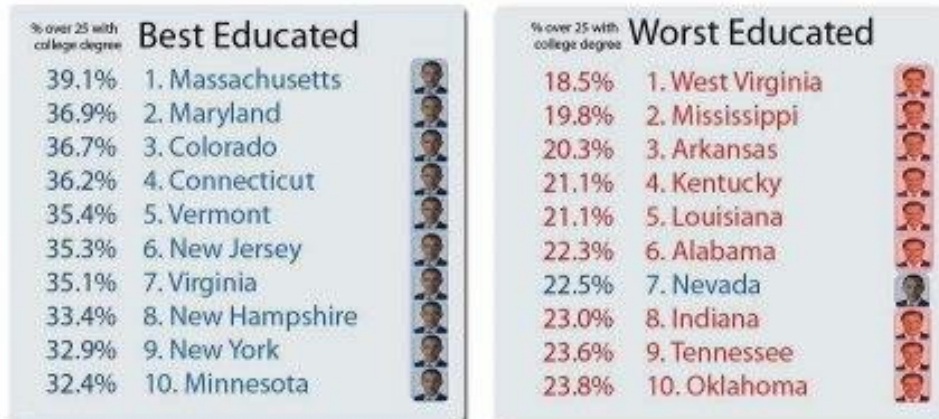 % over 25 with
college degree
Best Educated
39.1% 1. Massachusetts
36.9% 2. Maryland
36.7% 3. Colorado
36.2% 4. Connecticut
35.4% 5. Vermont
35.3% 6. New Jersey
35.1% 7. Virginia
33.4% 8. New Hampshire
32.9% 9. New York
32.4% 10. Minnesota
% over 25 with
college degree
Worst Educated
18.5% 1. West Virginia
19.8% 2. Mississippi
20.3% 3. Arkansas
21.1% 4. Kentucky
21.1% 5. Louisiana
22.3% 6. Alabama
22.5% 7. Nevada
23.0% 8. Indiana
23.6% 9. Tennessee
23.8% 10. Oklahoma